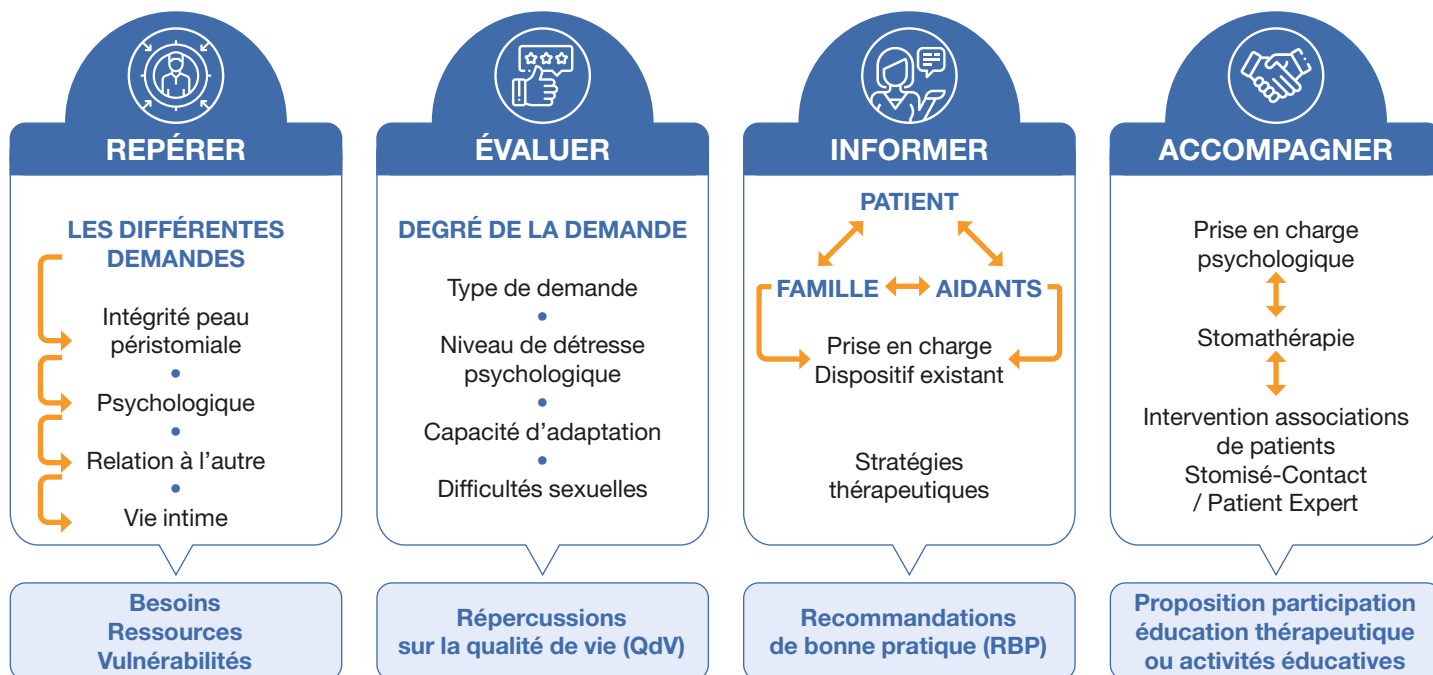 REPÉRER
LES DIFFÉRENTES
DEMANDES
Intégrité peau
péristomiale
•
Psychologique
•
Relation à l'autre
•
Vie intime
Besoins
Ressources
Vulnérabilités
ÉVALUER
DEGRÉ DE LA DEMANDE
Type de demande
•
Niveau de détresse
psychologique
•
Capacité d'adaptation
•
Difficultés sexuelles
Répercussions
sur la qualité de vie (QdV)
INFORMER
PATIENT
FAMILLE AIDANTS
Prise en charge
Dispositif existant
Stratégies
thérapeutiques
Recommandations
de bonne pratique (RBP)
ACCOMPAGNER
Prise en charge
psychologique
Stomathérapie
Intervention associations
de patients
Stomisé-Contact
/ Patient Expert
Proposition participation
éducation thérapeutique
ou activités éducatives